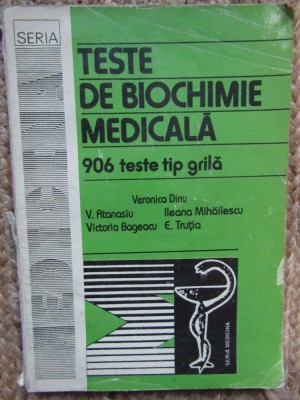 SERIA
MEDICINA
TESTE
DE BIOCHIMIE
MEDICALĂ
906 teste tip grilă
Veronica Dinu
V. Atanasiu Ileana Mihăilescu
Victoria Bageacu E. Truția
SERIA MEDICINA